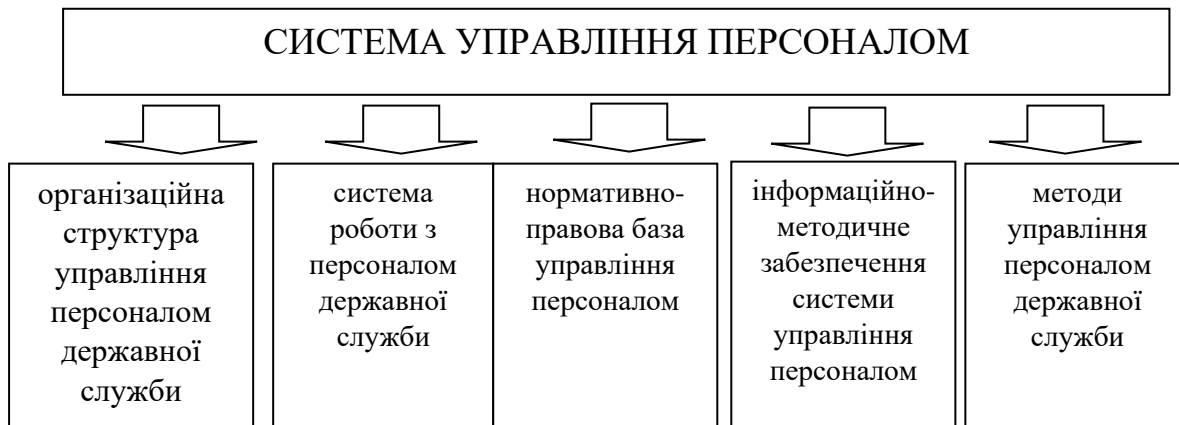 СИСТЕМА УПРАВЛІННЯ ПЕРСОНАЛОМ
організаційна
структура
управління
персоналом
державної
служби
система
роботи з
персоналом
державної
служби
нормативно-
правова база
управління
персоналом
інформаційно-
методичне
забезпечення
системи
управління
персоналом
методи
управління
персоналом
державної
служби